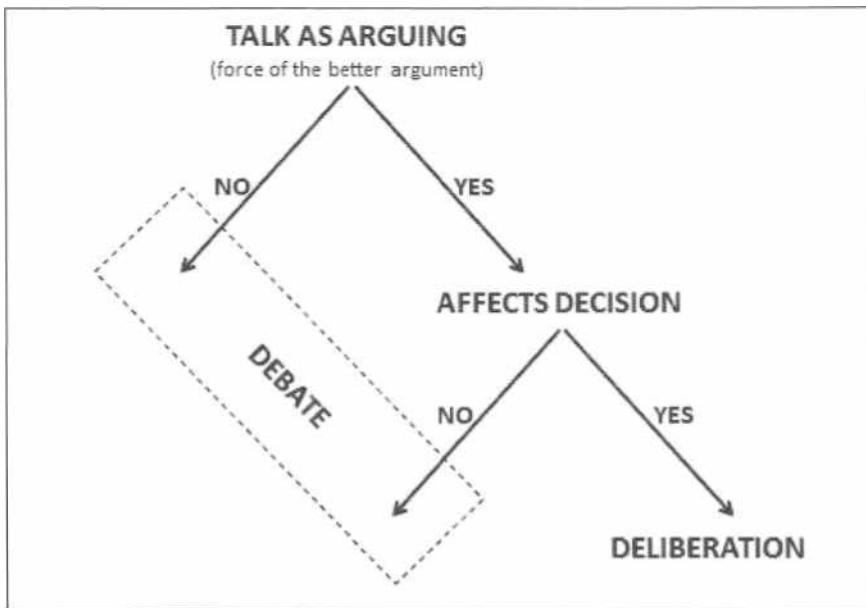 TALK AS ARGUING
(force of the better argument)
NO
YES
AFFECTS DECISION
DEBATE
NO
YES
DELIBERATION